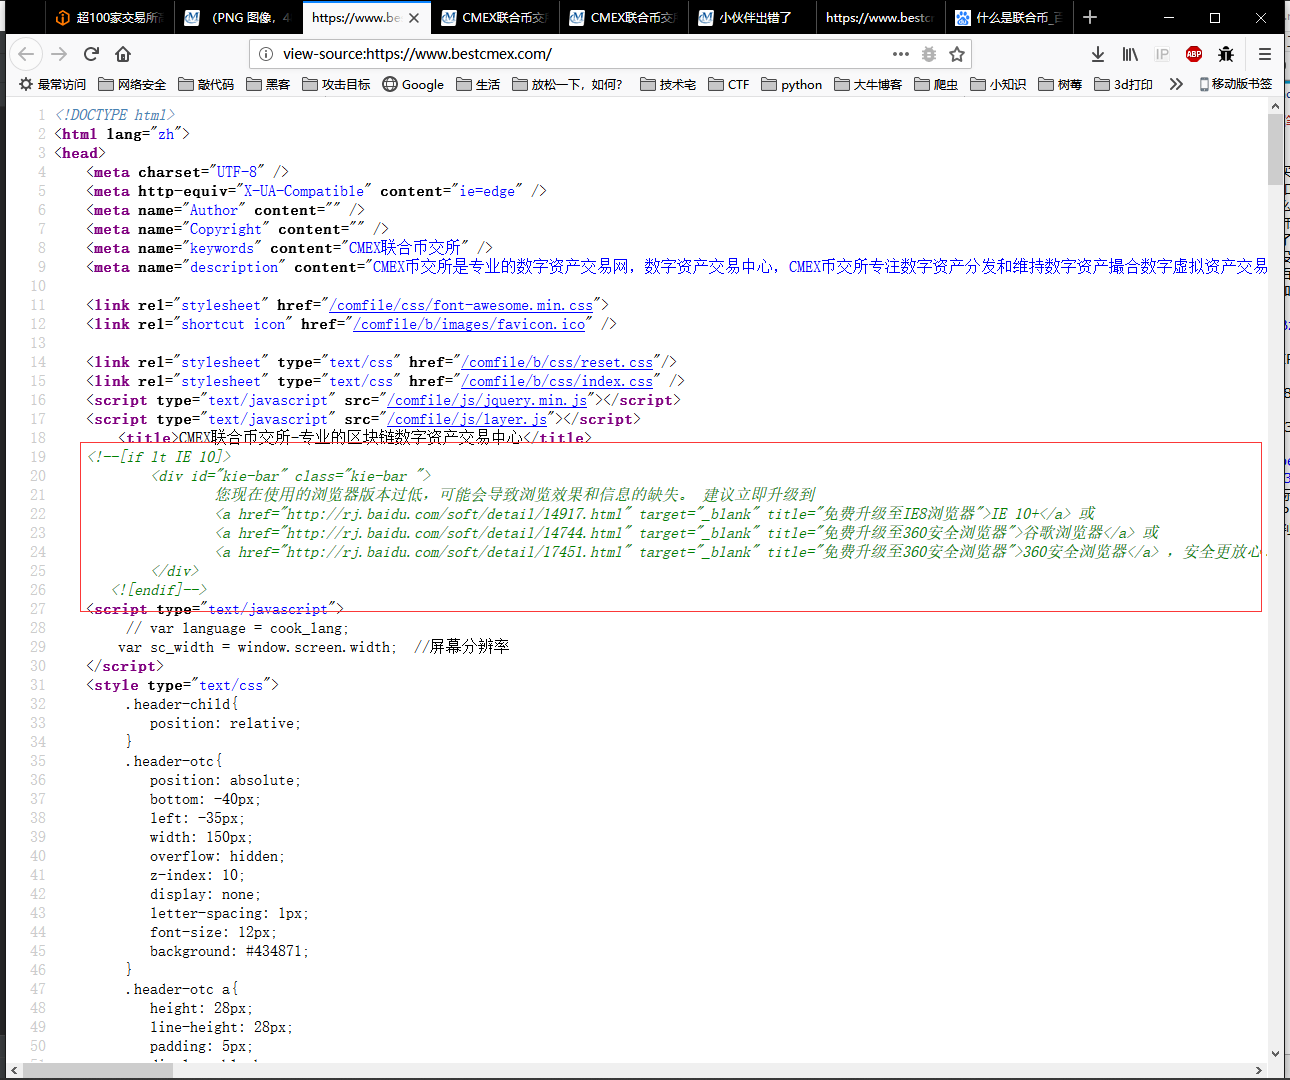 超100家交易所
(PNG 图像, 4
https://www.be
CMEX联合币交
CMEX联合币交
小伙伴出错了
https://www.bestc
什么是联合币_百
view-source:https://www.bestcmex.com/
IP
ABP
最常访问 网络安全 敲代码 黑客 攻击目标 Google 生活 放松一下，如何? 技术宅 CTF python 大牛博客 爬虫 小知识 树莓 3d打印 移动版书签
1 <!DOCTYPE html>
2 <html lang="zh">
3 <head>
4 <meta charset="UTF-8" />
5 <meta http-equiv="X-UA-Compatible" content="ie=edge" />
6 <meta name="Author" content="" />
7 <meta name="Copyright" content="" />
8 <meta name="keywords" content="CMEX联合币交所" />
9 <meta name="description" content="CMEX币交所是专业的数字资产交易网，数字资产交易中心，CMEX币交所专注数字资产分发和维持数字资产撮合数字虚拟资产交易
10
11 <link rel="stylesheet" href="/comfile/css/font-awesome.min.css">
12 <link rel="shortcut icon" href="/comfile/b/images/favicon.ico" />
13
14 <link rel="stylesheet" type="text/css" href="/comfile/b/css/reset.css"/>
15 <link rel="stylesheet" type="text/css" href="/comfile/b/css/index.css" />
16 <script type="text/javascript" src="/comfile/js/jquery.min.js"></script>
17 <script type="text/javascript" src="/comfile/js/layer.js"></script>
18 <title>CMEX联合币交所-专业的区块链数字资产交易中心</title>
19 <!--[if lt IE 10]>
20 <div id="kie-bar" class="kie-bar ">
21 您现在使用的浏览器版本过低，可能会导致浏览效果和信息的缺失。 建议立即升级到
22 <a href="http://rj.baidu.com/soft/detail/14917.html" target="_blank" title="免费升级至IE8浏览器">IE 10+</a> 或
23 <a href="http://rj.baidu.com/soft/detail/14744.html" target="_blank" title="免费升级至360安全浏览器">谷歌浏览器</a> 或
24 <a href="http://rj.baidu.com/soft/detail/17451.html" target="_blank" title="免费升级至360安全浏览器">360安全浏览器</a> ，安全更放心
25 </div>
26 <![endif]-->
27 <script type="text/javascript">
28 // var language = cook_lang;
29 var sc_width = window.screen.width; //屏幕分辨率
30 </script>
31 <style type="text/css">
32 .header-child{
33 position: relative;
34 }
35 .header-otc{
36 position: absolute;
37 bottom: -40px;
38 left: -35px;
39 width: 150px;
40 overflow: hidden;
41 z-index: 10;
42 display: none;
43 letter-spacing: 1px;
44 font-size: 12px;
45 background: #434871;
46 }
47 .header-otc a{
48 height: 28px;
49 line-height: 28px;
50 padding: 5px;